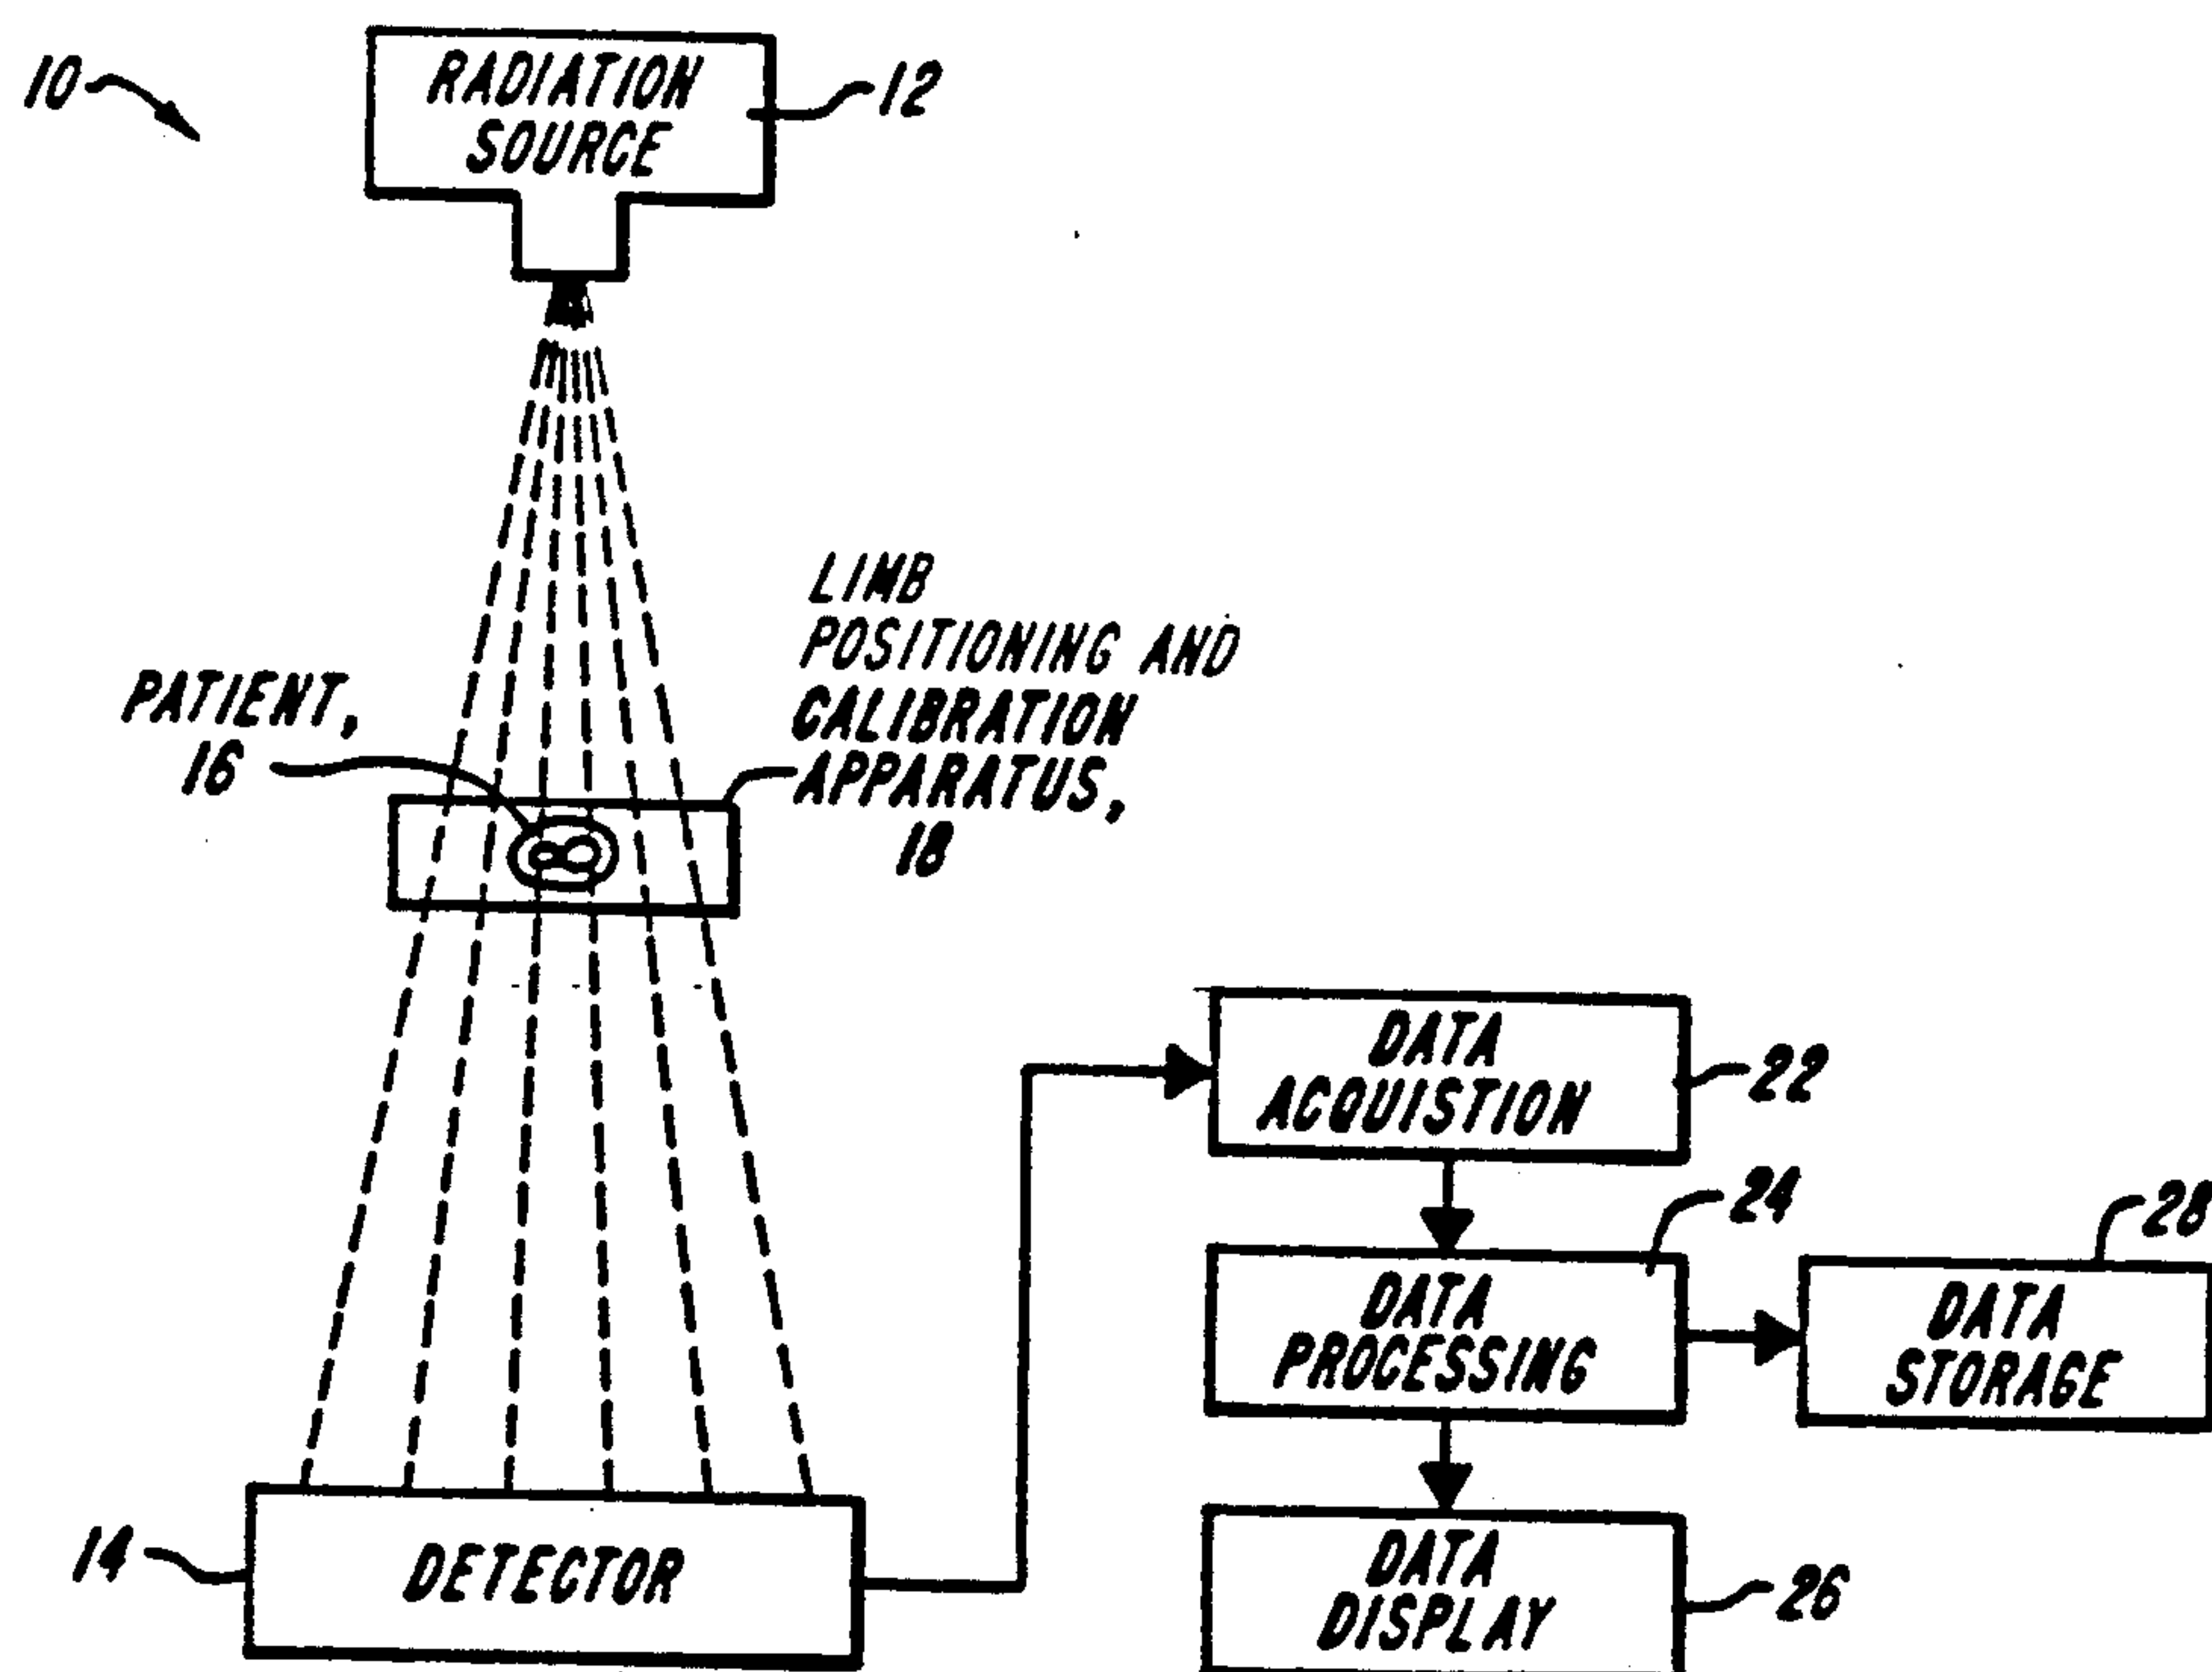 10
RADIATION
SOURCE
12
LIMB
POSITIONING AND
CALIBRATION
APPARATUS,
18
PATIENT,
16
DATA
ACQUISTION
22
24
DATA
PROCESSING
28
DATA
STORAGE
14
DETECTOR
DATA
DISPLAY
26